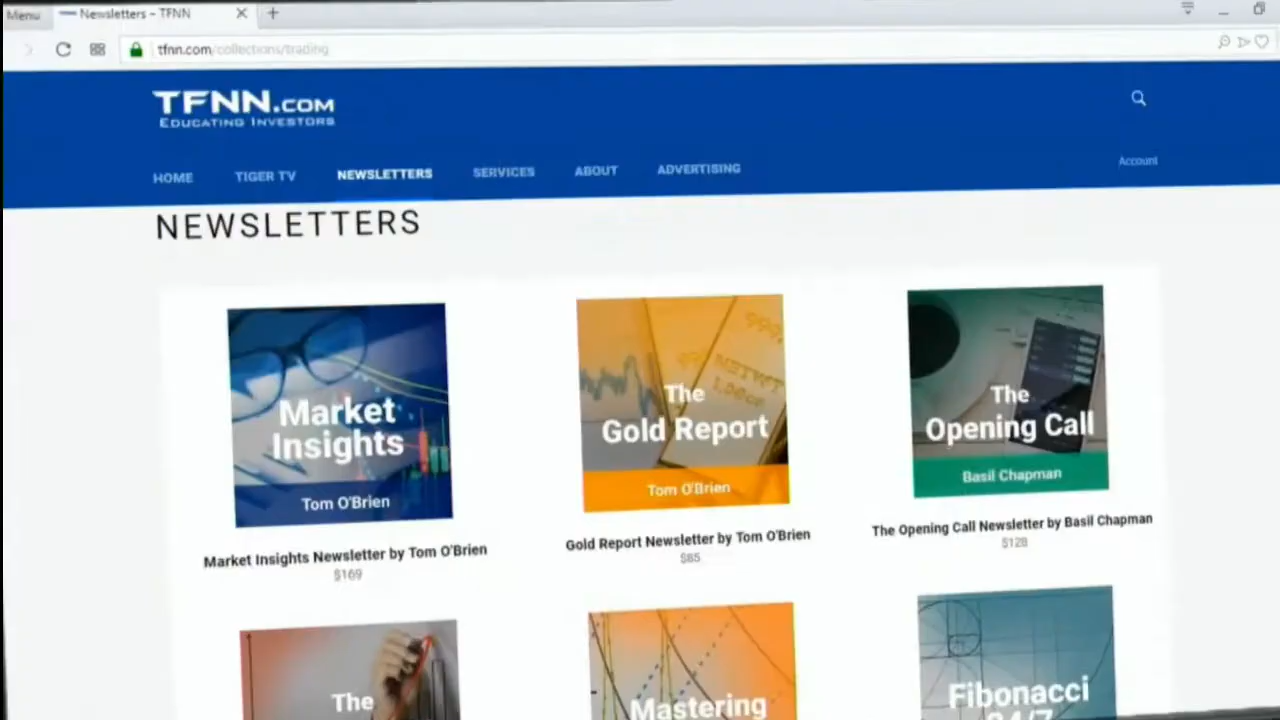 Menu
Newsletters – TFNN
tfnn.com/collections/trading
TFNN.COM
EDUCATING INVESTORS
HOME
TIGER TV
NEWSLETTERS
SERVICES
ABOUT
ADVERTISING
Account
NEWSLETTERS
Market
Insights
Tom O'Brien
The
Gold Report
Tom O'Brien
The
Opening Call
Basil Chapman
Market Insights Newsletter by Tom O'Brien
$169
Gold Report Newsletter by Tom O'Brien
$85
The Opening Call Newsletter by Basil Chapman
$128
The
Mastering
Fibonacci
24/7